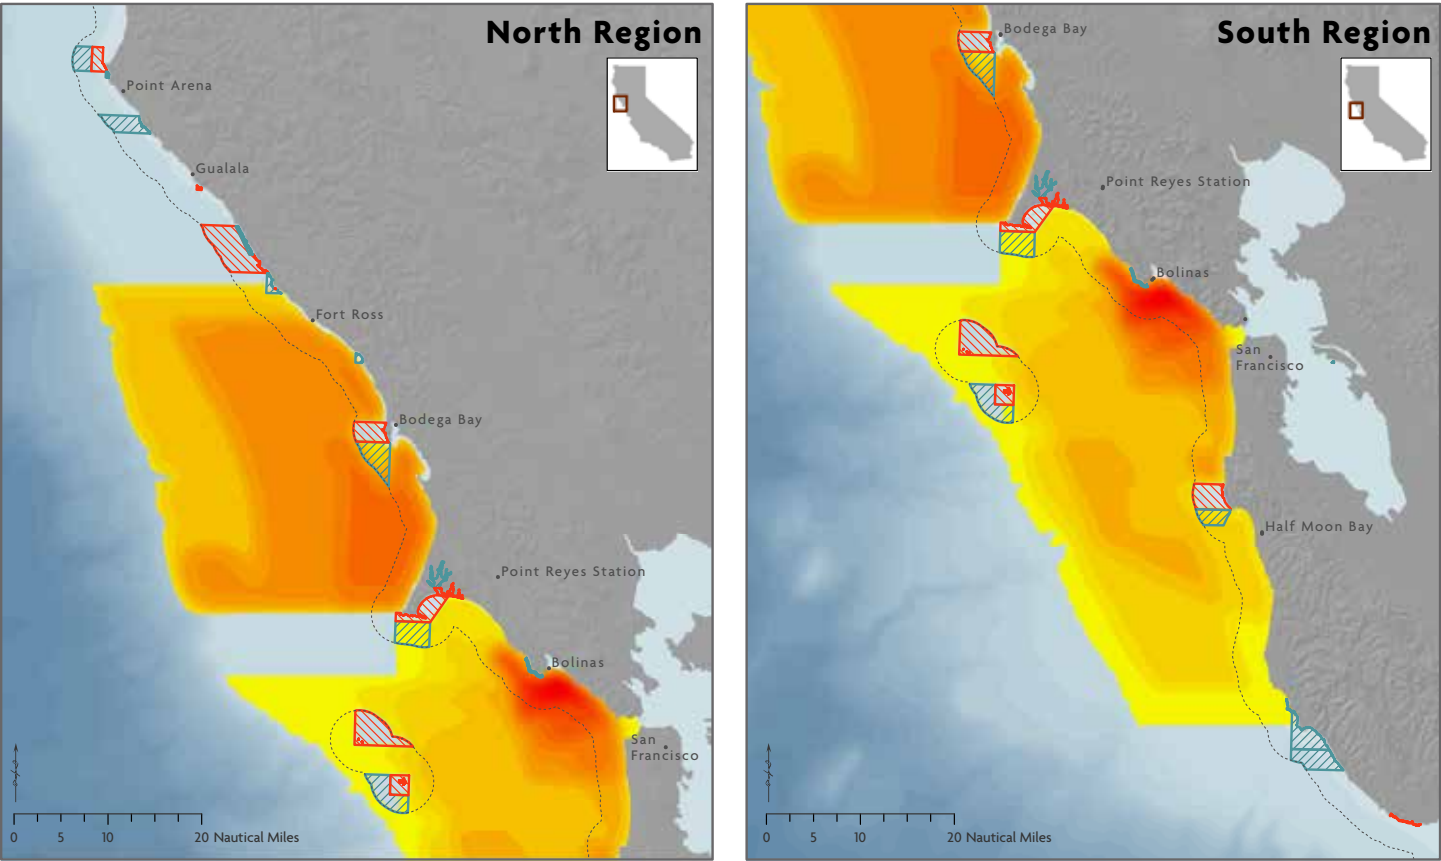 North Region
Point Arena
Gualala
Fort Ross
Bodega Bay
Point Reyes Station
Bolinas
San
Francisco
0 5 10 20 Nautical Miles
South Region
Bodega Bay
Point Reyes Station
Bolinas
San
Francisco
Half Moon Bay
0 5 10 20 Nautical Miles